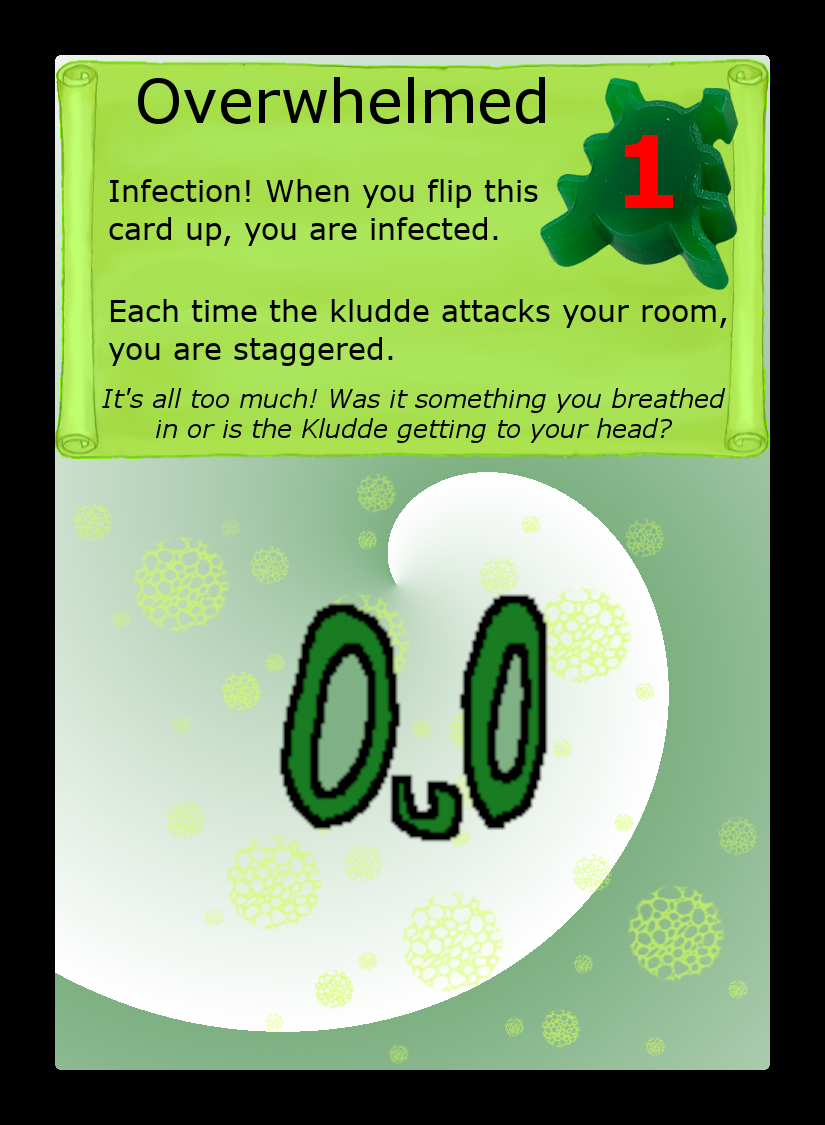 Overwhelmed
1
Infection! When you flip this
card up, you are infected.
Each time the kludde attacks your room,
you are staggered.
It's all too much! Was it something you breathed
in or is the Kludde getting to your head?